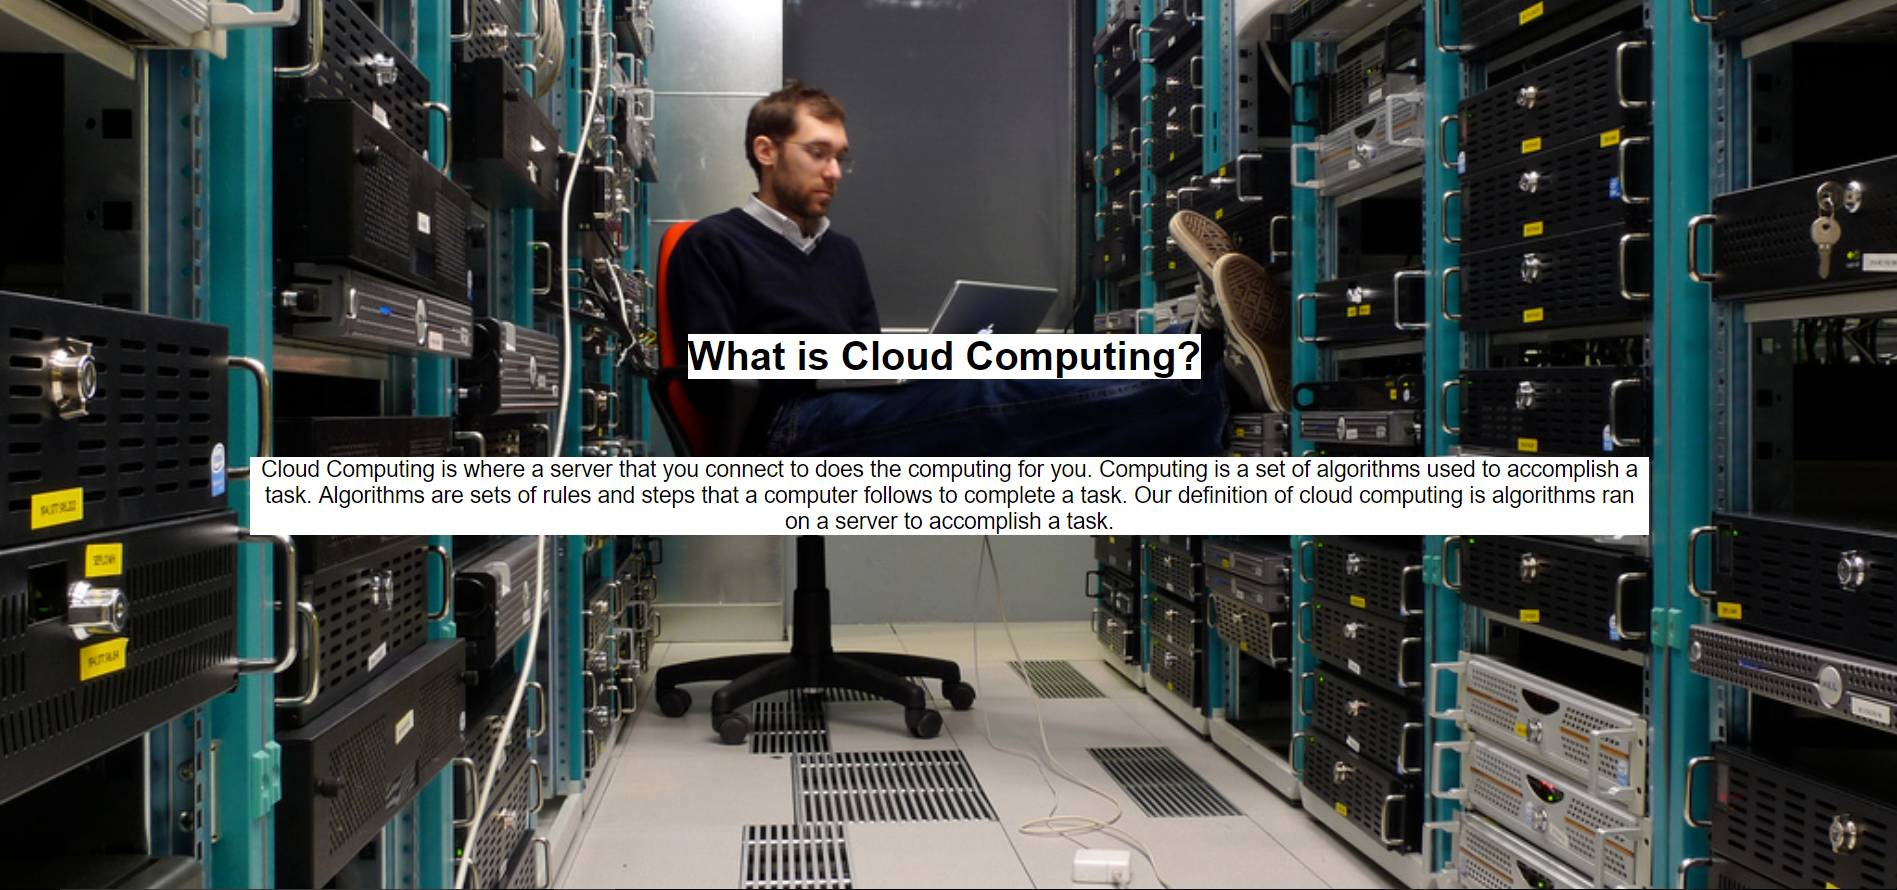 What is Cloud Computing?
Cloud Computing is where a server that you connect to does the computing for you. Computing is a set of algorithms used to accomplish a
task. Algorithms are sets of rules and steps that a computer follows to complete a task. Our definition of cloud computing is algorithms ran
on a server to accomplish a task.